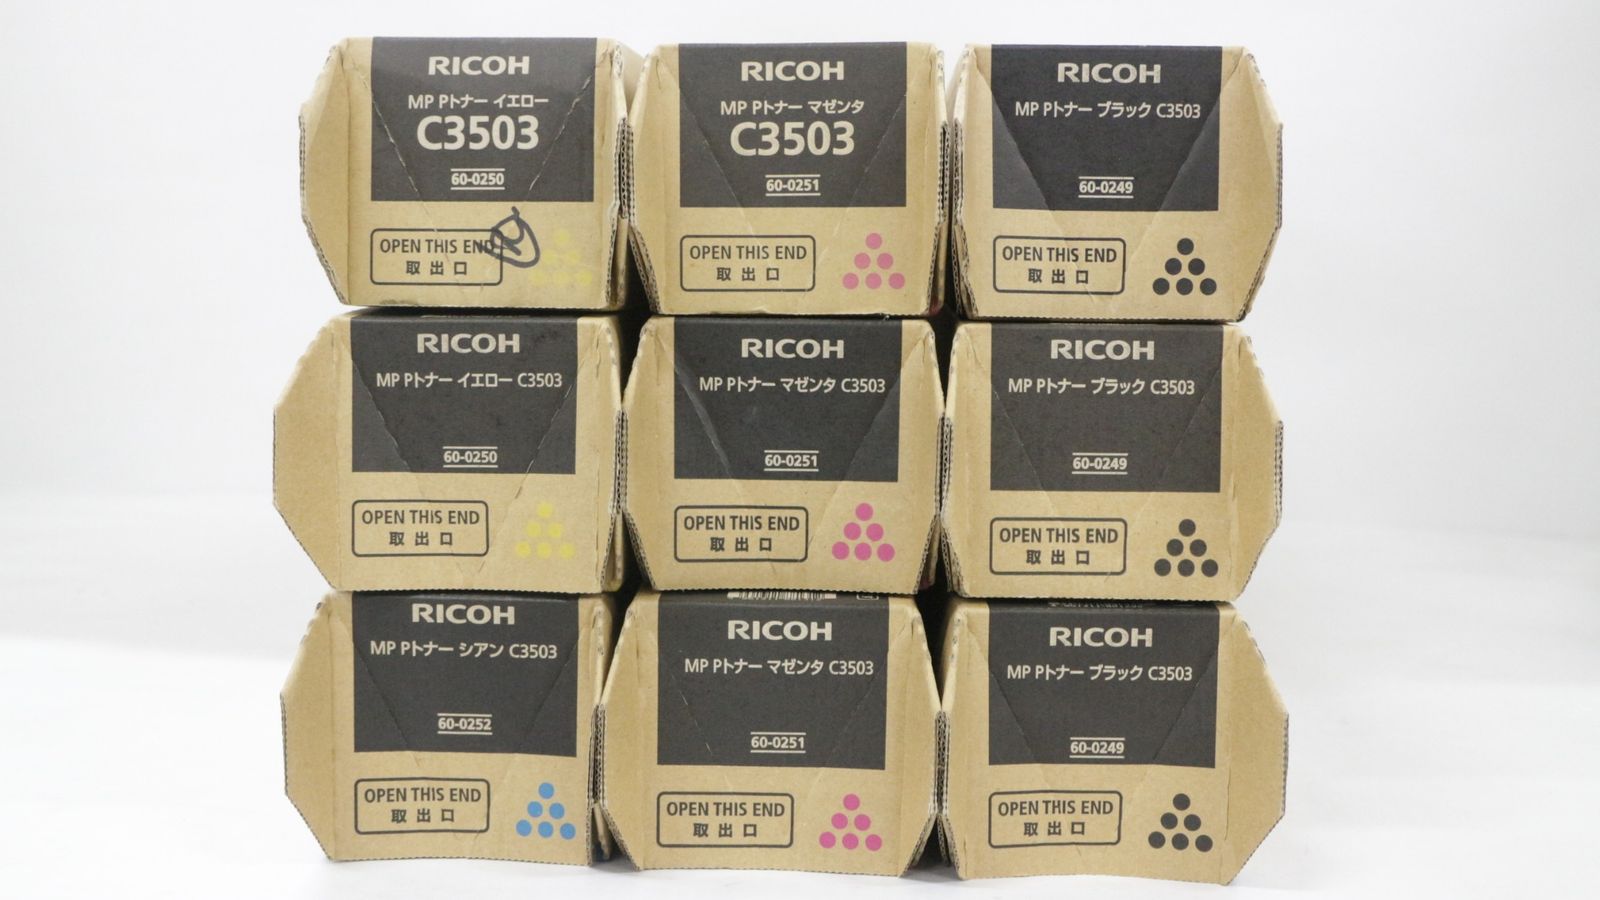 RICOH
MP Pトナー イエロー
C3503
60-0250
OPEN THIS END
取出口
RICOH
MP Pトナー マゼンタ
C3503
60-0251
OPEN THIS END
取出口
RICOH
MP Pトナー ブラック C3503
60-0249
OPEN THIS END
取出口
RICOH
MP Pトナー イエロー C3503
60-0250
OPEN THIS END
取出口
RICOH
MP Pトナー マゼンタ C3503
60-0251
OPEN THIS END
取出口
RICOH
MP Pトナー ブラック C3503
60-0249
OPEN THIS END
取出口
RICOH
MP Pトナー シアン C3503
60-0252
OPEN THIS END
取出口
RICOH
MP Pトナー マゼンタ C3503
60-0251
OPEN THIS END
取出口
RICOH
MP Pトナー ブラック C3503
60-0249
OPEN THIS END
取出口